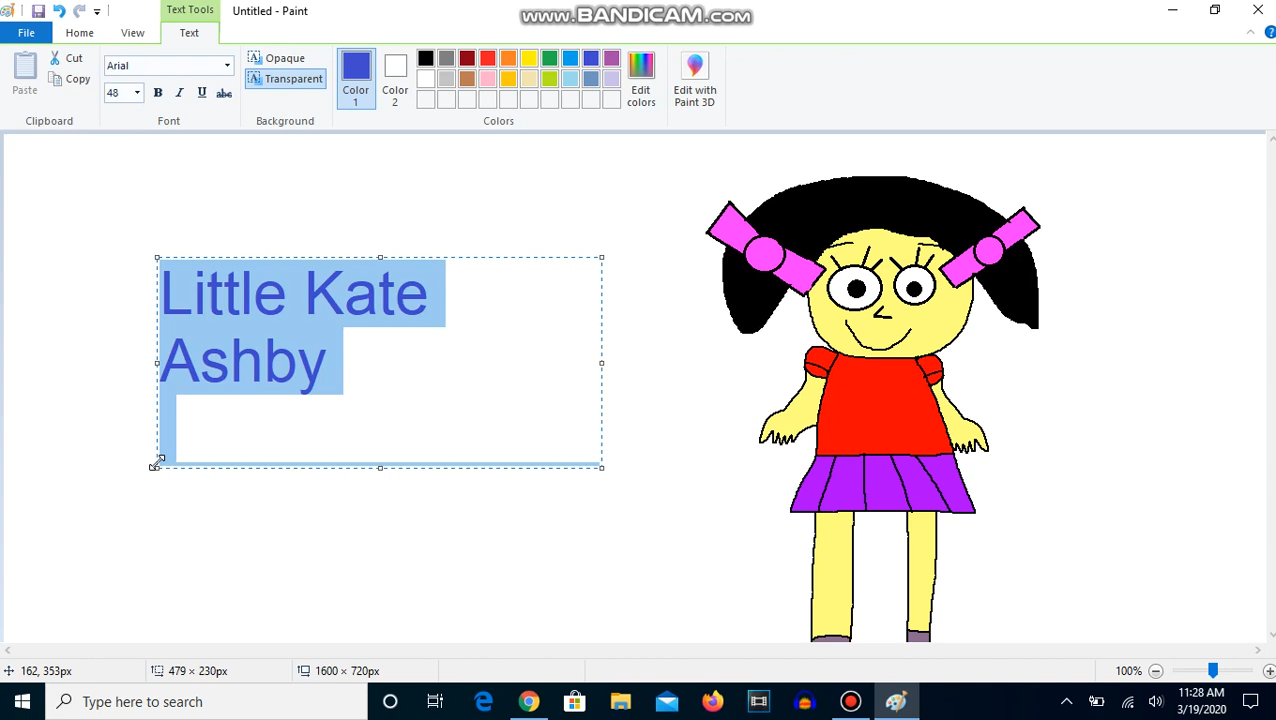 Text Tools
Untitled - Paint
www.BANDICAM.com
File
Home
View
Text
Paste
Cut
Copy
Clipboard
Arial
48
B I U abc
Font
Opaque
Transparent
Background
Color 1
Color 2
Edit colors
Edit with Paint 3D
Colors
Little Kate
Ashby
162, 353px
479 × 230px
1600 × 720px
100%
Type here to search
11:28 AM
3/19/2020